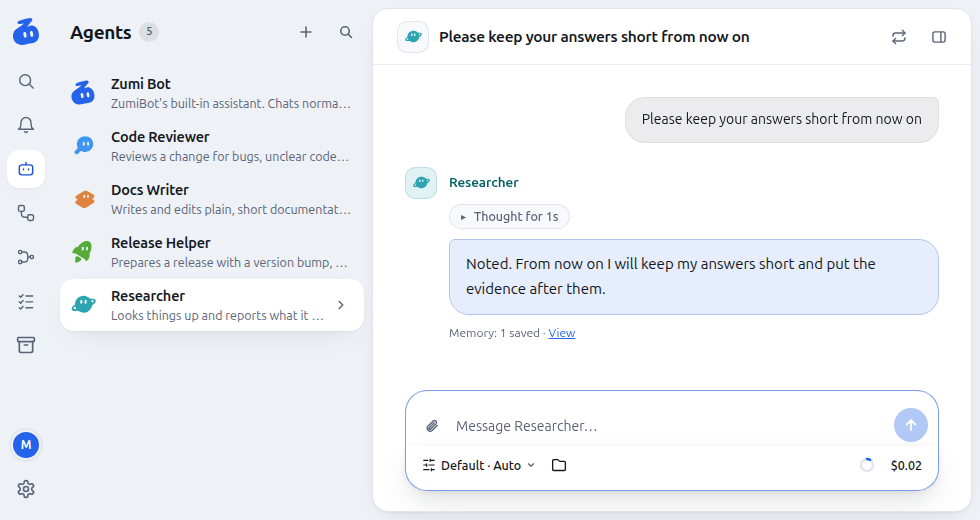 Agents 5
Zumi Bot
ZumiBot's built-in assistant. Chats norma…
Code Reviewer
Reviews a change for bugs, unclear code…
Docs Writer
Writes and edits plain, short documentat…
Release Helper
Prepares a release with a version bump, …
Researcher
Looks things up and reports what it …
M
Please keep your answers short from now on
Please keep your answers short from now on
Researcher
Thought for 1s
Noted. From now on I will keep my answers short and put the
evidence after them.
Memory: 1 saved · View
Message Researcher…
Default · Auto
$0.02